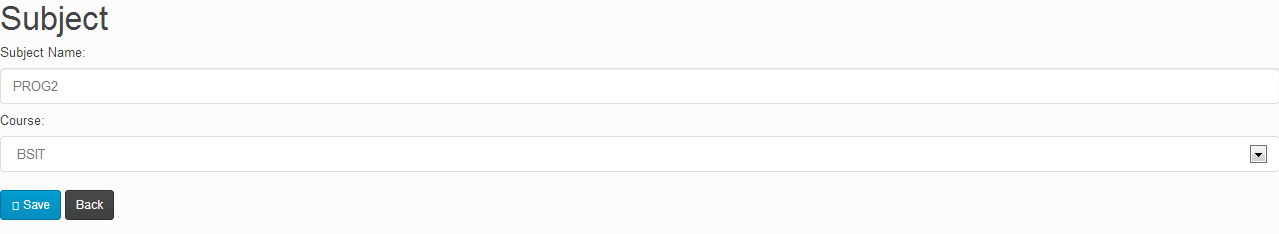 Subject
Subject Name:
PROG2
Course:
BSIT
Save Back